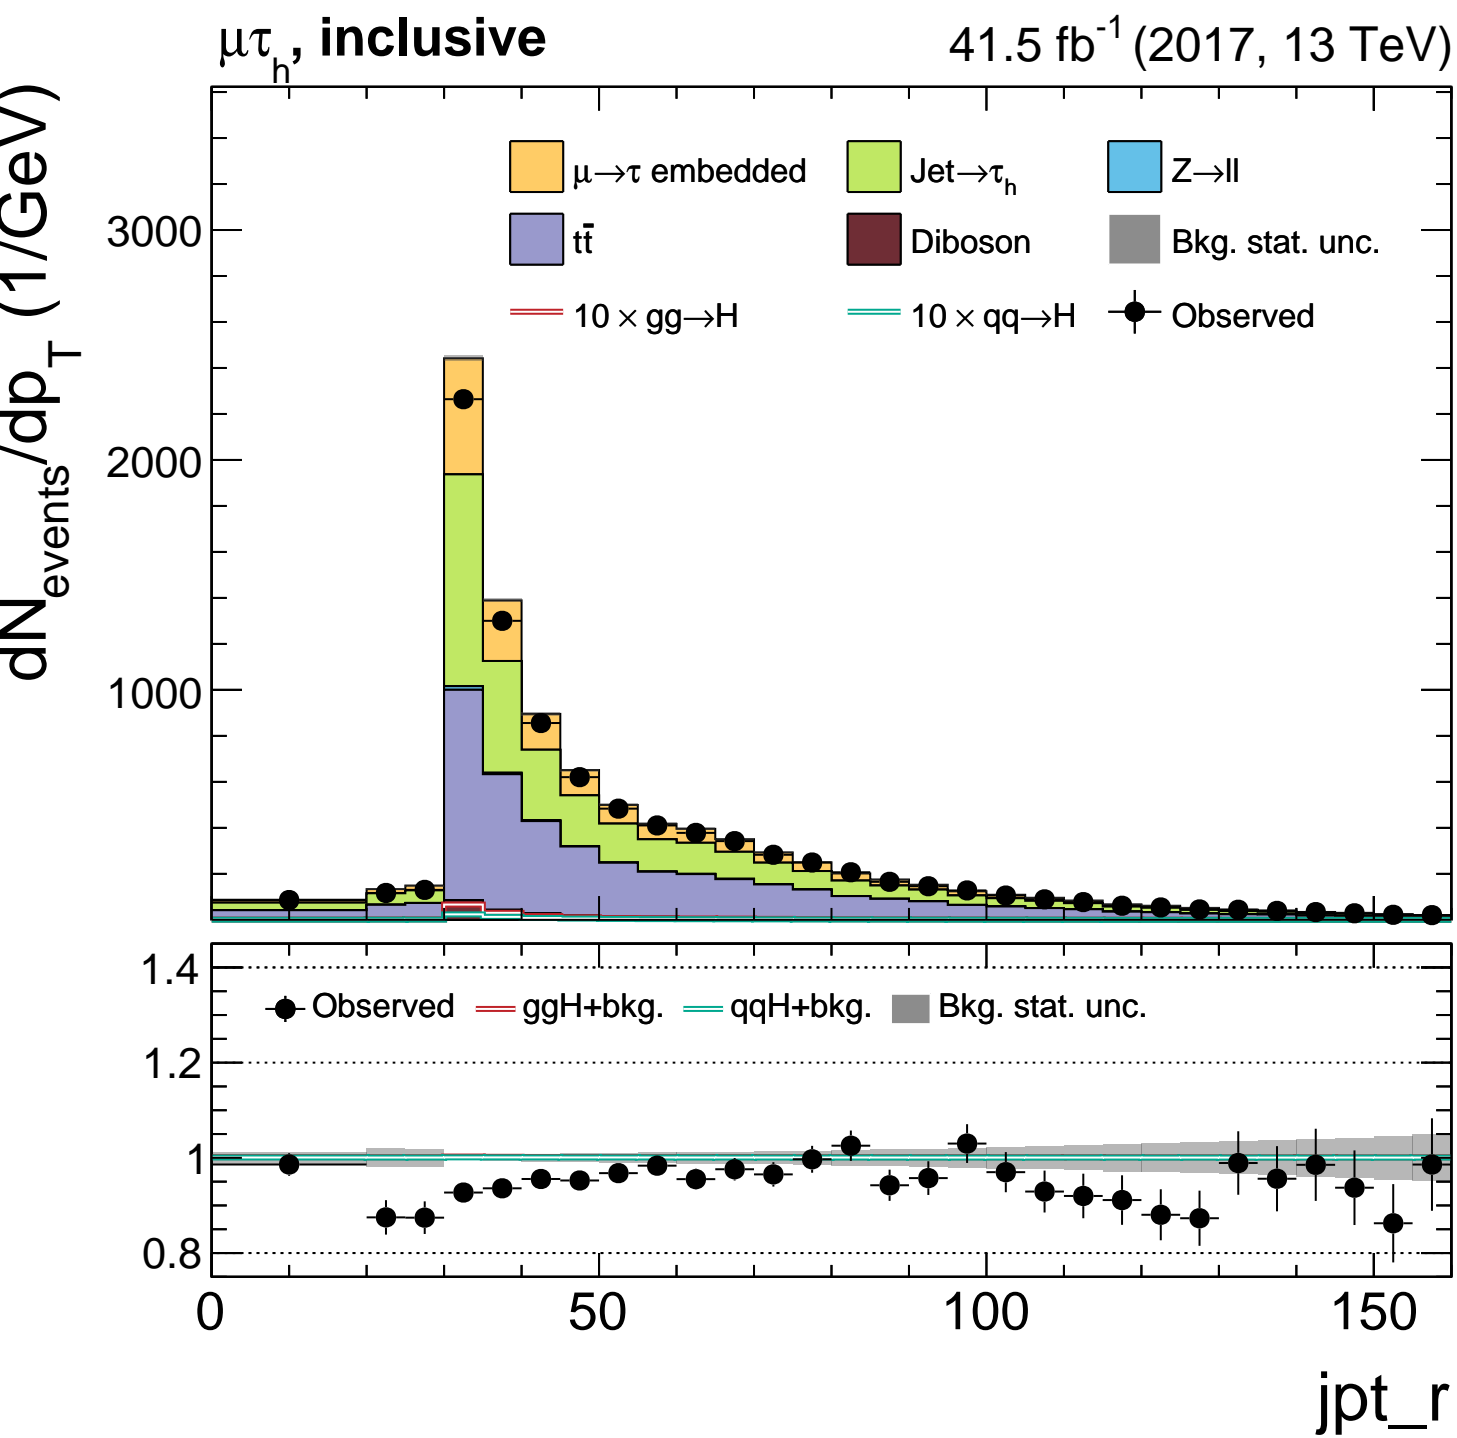 μτh, inclusive 41.5 fb-1 (2017, 13 TeV)
dNevents/dpT (1/GeV)
μ→τ embedded Jet→τh Z→ll
tt̄ Diboson Bkg. stat. unc.
10 × gg→H 10 × qq→H Observed
3000
2000
1000
1.4
Observed ggH+bkg. qqH+bkg. Bkg. stat. unc.
1.2
1
0.8
0 50 100 150
jpt_r